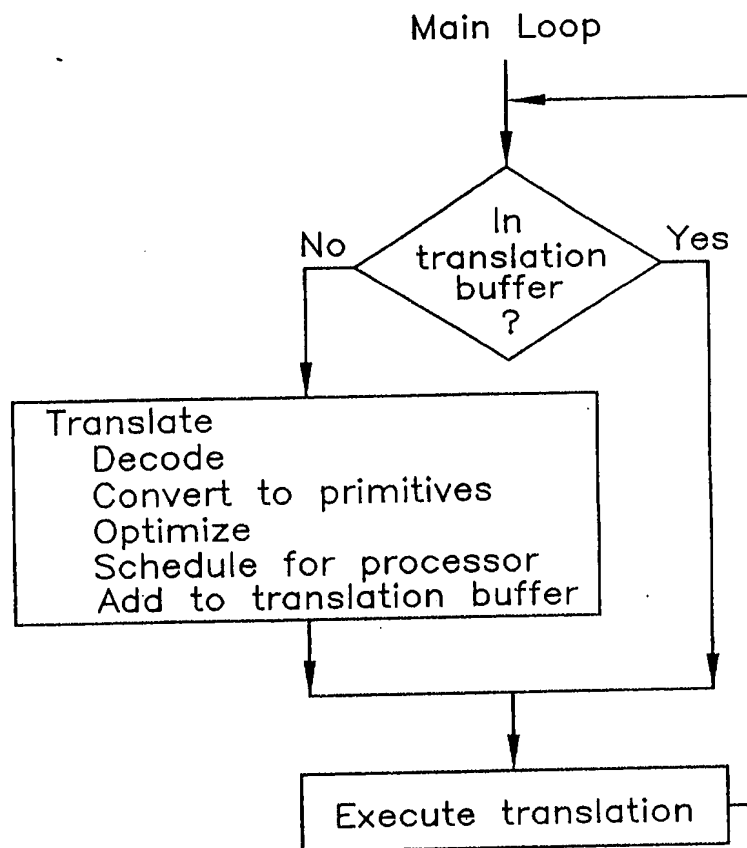 Main Loop
In
translation
buffer
?
No
Yes
Translate
Decode
Convert to primitives
Optimize
Schedule for processor
Add to translation buffer
Execute translation